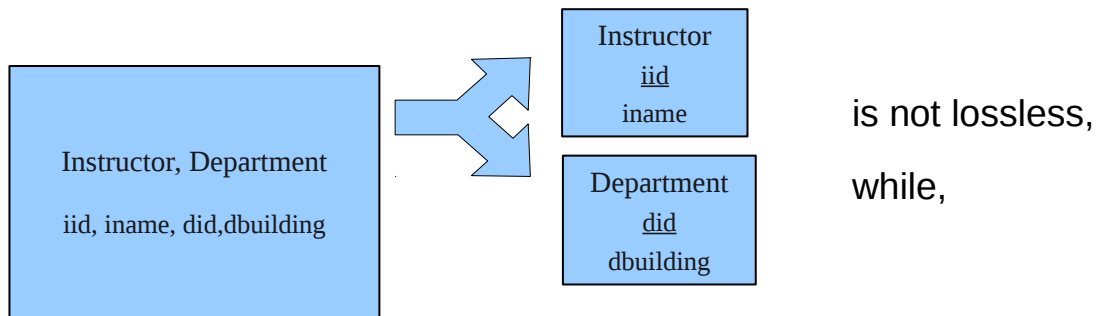 Instructor, Department
iid, iname, did,dbuilding
Instructor
iid
iname
Department
did
dbuilding
is not lossless,
while,